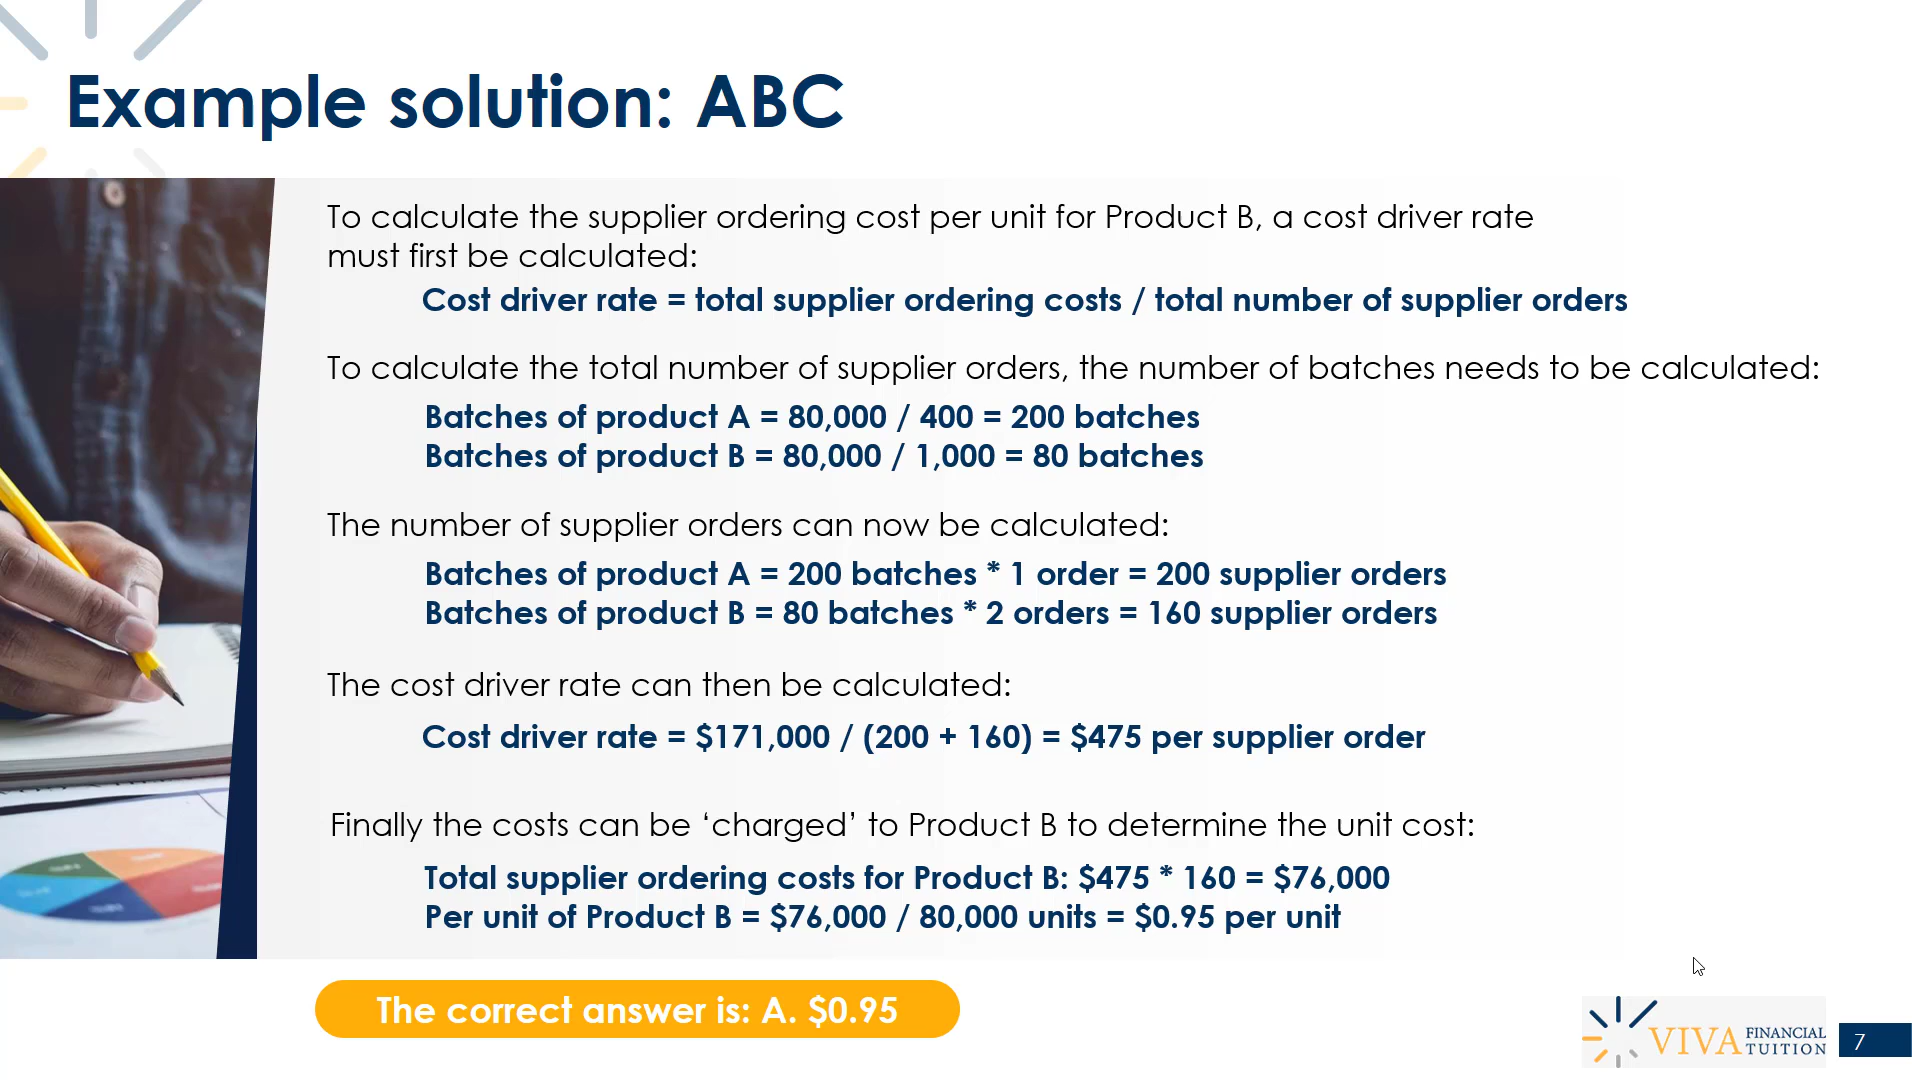 Example solution: ABC
To calculate the supplier ordering cost per unit for Product B, a cost driver rate
must first be calculated:
Cost driver rate = total supplier ordering costs / total number of supplier orders
To calculate the total number of supplier orders, the number of batches needs to be calculated:
Batches of product A = 80,000 / 400 = 200 batches
Batches of product B = 80,000 / 1,000 = 80 batches
The number of supplier orders can now be calculated:
Batches of product A = 200 batches * 1 order = 200 supplier orders
Batches of product B = 80 batches * 2 orders = 160 supplier orders
The cost driver rate can then be calculated:
Cost driver rate = $171,000 / (200 + 160) = $475 per supplier order
Finally the costs can be ‘charged’ to Product B to determine the unit cost:
Total supplier ordering costs for Product B: $475 * 160 = $76,000
Per unit of Product B = $76,000 / 80,000 units = $0.95 per unit
The correct answer is: A. $0.95
VIVA FINANCIAL
TUITION
7